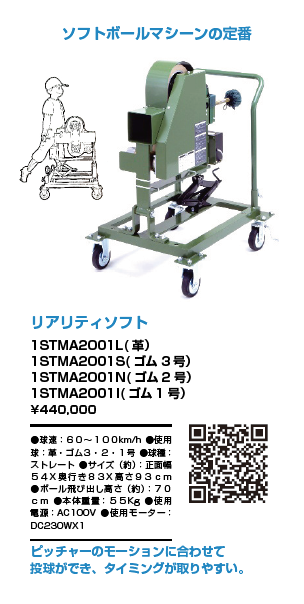 ソフトボールマシーンの定番
リアリティソフト
1STMA2001L(革)
1STMA2001S(ゴム3号)
1STMA2001N(ゴム2号)
1STMA2001I(ゴム1号)
¥440,000
●球速：６０～１００km/h ●使用
球：革・ゴム３・２・１号 ●球種：
ストレート ●サイズ（約）：正面幅
５４Ｘ奥行き８３Ｘ高さ９３ｃｍ
●ボール飛び出し高さ（約）：７０
ｃｍ ●本体重量：５５Ｋｇ ●使用
電源：AC100V ●使用モーター：
DC230WX1
ピッチャーのモーションに合わせて
投球ができ、タイミングが取りやすい。